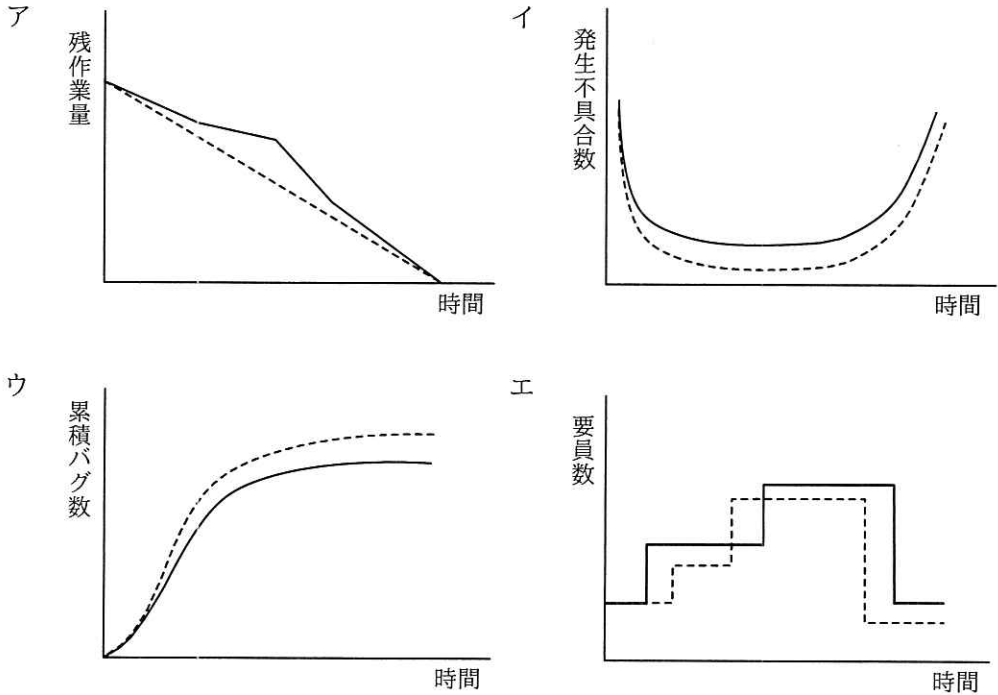 ア
残作業量
時間
イ
発生不具合数
時間
ウ
累積バグ数
時間
エ
要員数
時間